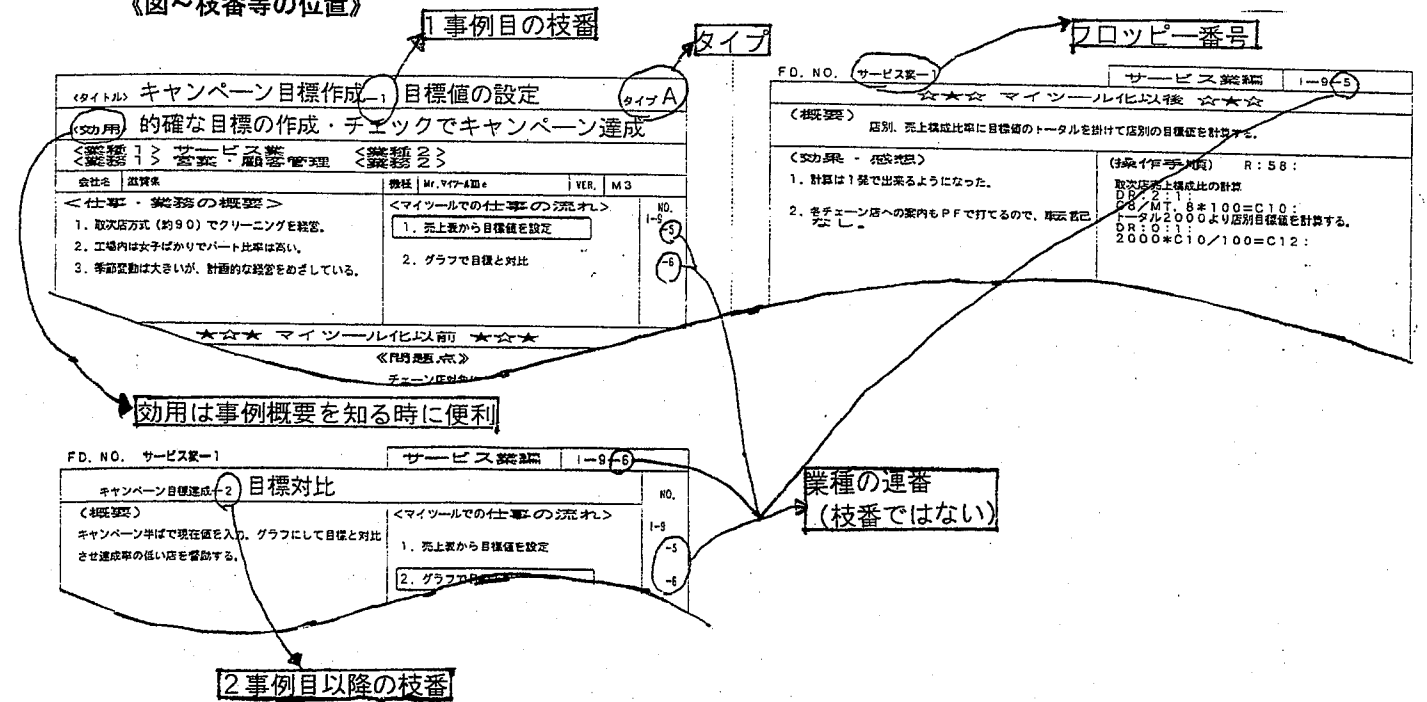 《図～枝番等の位置》
1事例目の枝番
タイプ
フロッピー番号
<タイトル> キャンペーン目標作成-1 目標値の設定 タイプA
<効用> 的確な目標の作成・チェックでキャンペーン達成
<業種1> サービス業 <業種2>
<業務1> 営業・顧客管理 <業務2>
会社名 滋賀県 機種 Mr.マイツールⅢe VER. M3
<仕事・業務の概要>
1. 取次店方式(約90)でクリーニングを経営。
2. 工場内は女子ばかりでパート比率は高い。
3. 季節変動は大きいが、計画的な経営をめざしている。
<マイツールでの仕事の流れ>
1. 売上表から目標値を設定
2. グラフで目標と対比
NO.
I-9
-5
-6
★☆★ マイツール化以前 ★☆★
《問題点》
FD. NO. サービス変-1 サービス業編 I-9-5
☆★☆ マイツール化以後 ☆★☆
(概要)
店別、売上構成比率に目標値のトータルを掛けて店別の目標値を計算する。
(効果・感想)
1. 計算は1発で出来るようになった。
2. 各チェーン店への案内もPFで打てるので、転記
なし。
(操作手順) R:58:
取次店売上構成比の計算
DR:2:1:
C8/MT.8*100=C10:
トータル2000より店別目標値を計算する。
DR:0:1:
2000*C10/100=C12:
効用は事例概要を知る時に便利
FD. NO. サービス変-1 サービス業編 I-9-6
キャンペーン目標達成-2 目標対比
(概要)
キャンペーン半ばで現在値を入力。グラフにして目標と対比
させ達成率の低い店を督励する。
<マイツールでの仕事の流れ>
1. 売上表から目標値を設定
2. グラフで
NO.
I-9
-5
-6
業種の連番
(枝番ではない)
2事例目以降の枝番